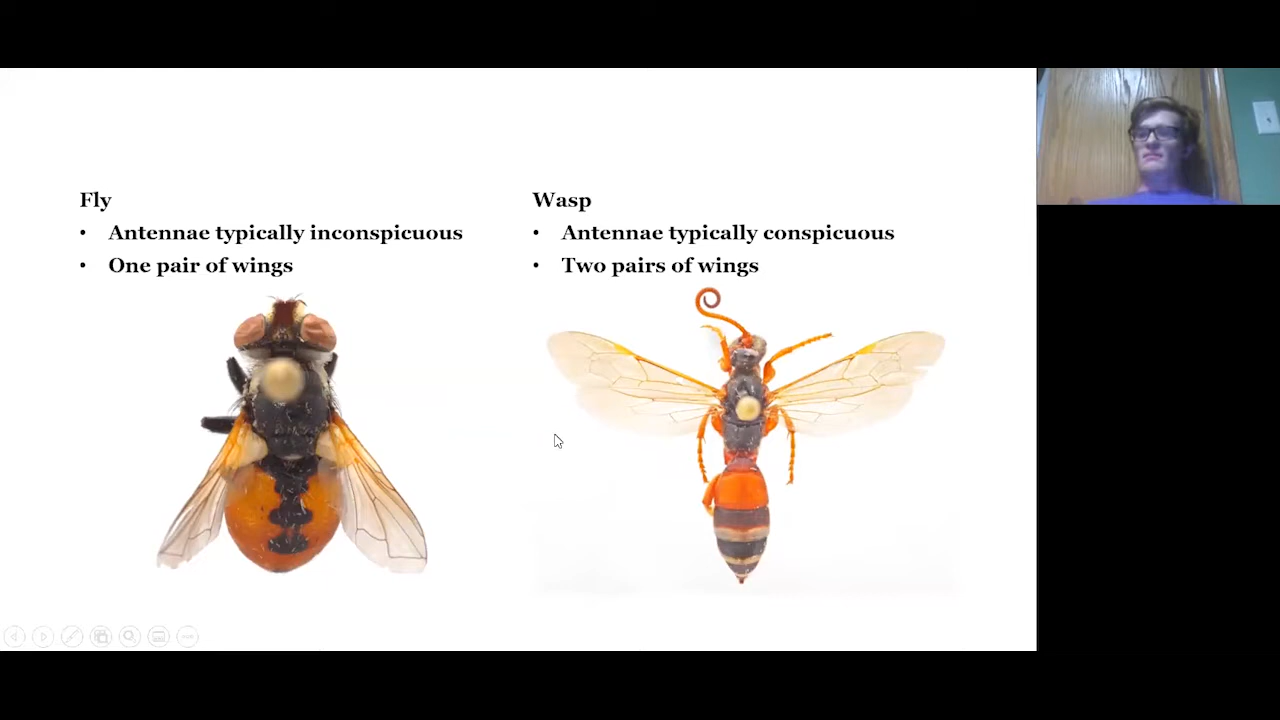 Fly
• Antennae typically inconspicuous
• One pair of wings
Wasp
• Antennae typically conspicuous
• Two pairs of wings